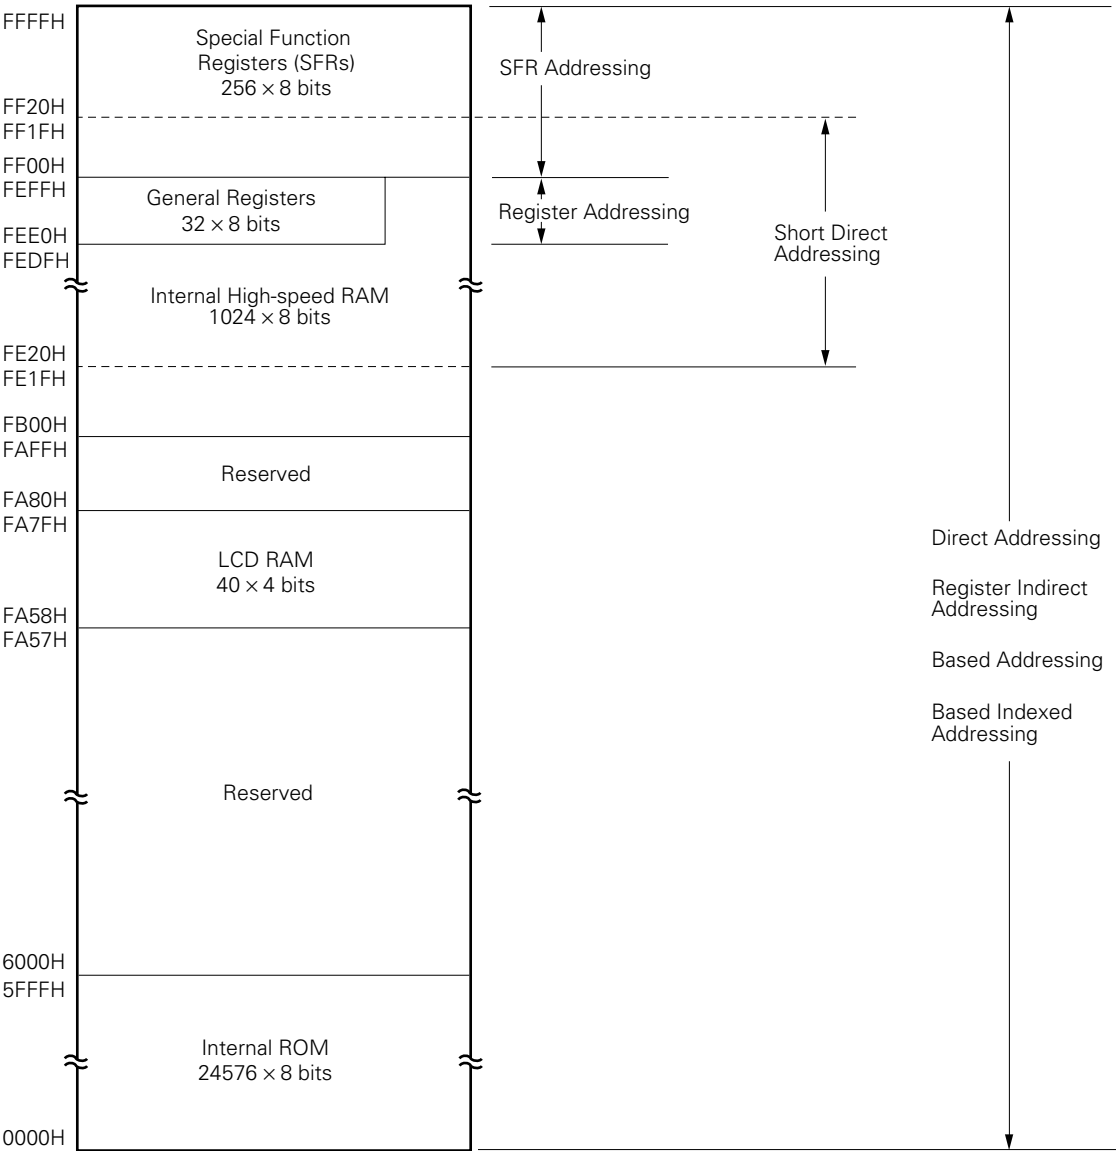 FFFFH
Special Function
Registers (SFRs)
256 × 8 bits
SFR Addressing
FF20H
FF1FH
FF00H
FEFFH
General Registers
32 × 8 bits
Register Addressing
FEE0H
FEDFH
Short Direct
Addressing
Internal High-speed RAM
1024 × 8 bits
FE20H
FE1FH
FB00H
FAFFH
Reserved
FA80H
FA7FH
LCD RAM
40 × 4 bits
FA58H
FA57H
Direct Addressing
Register Indirect
Addressing
Based Addressing
Based Indexed
Addressing
Reserved
6000H
5FFFH
Internal ROM
24576 × 8 bits
0000H